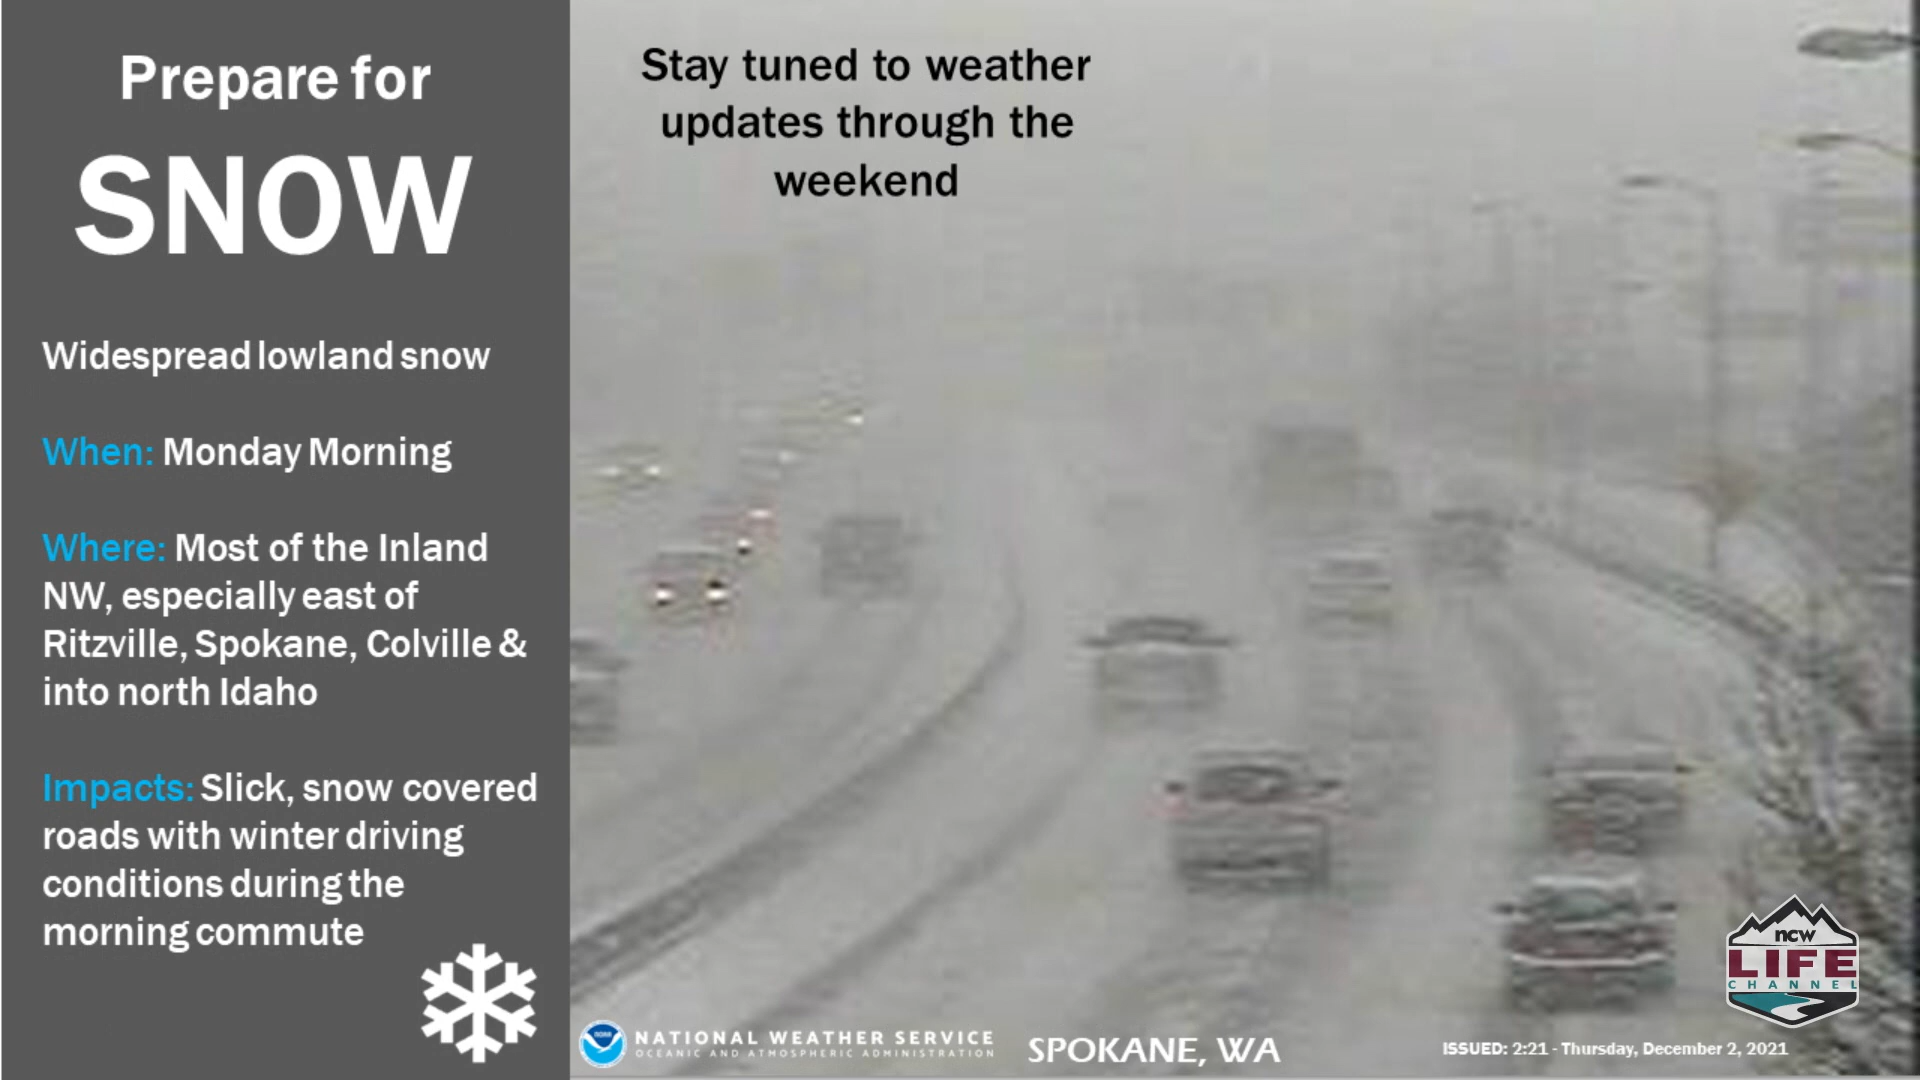 Prepare for
SNOW
Widespread lowland snow
When: Monday Morning
Where: Most of the Inland
NW, especially east of
Ritzville, Spokane, Colville &
into north Idaho
Impacts: Slick, snow covered
roads with winter driving
conditions during the
morning commute
Stay tuned to weather
updates through the
weekend
noaa
NATIONAL WEATHER SERVICE
OCEANIC AND ATMOSPHERIC ADMINISTRATION
SPOKANE, WA
ISSUED: 2:21 - Thursday, December 2, 2021
ncw
LIFE
CHANNEL